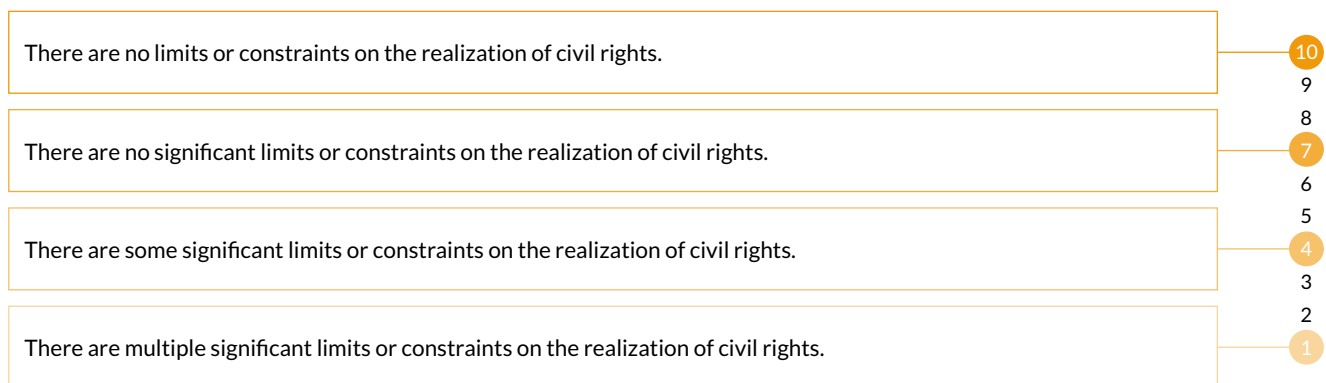 There are no limits or constraints on the realization of civil rights.
10
9
8
There are no significant limits or constraints on the realization of civil rights.
7
6
5
There are some significant limits or constraints on the realization of civil rights.
4
3
2
There are multiple significant limits or constraints on the realization of civil rights.
1